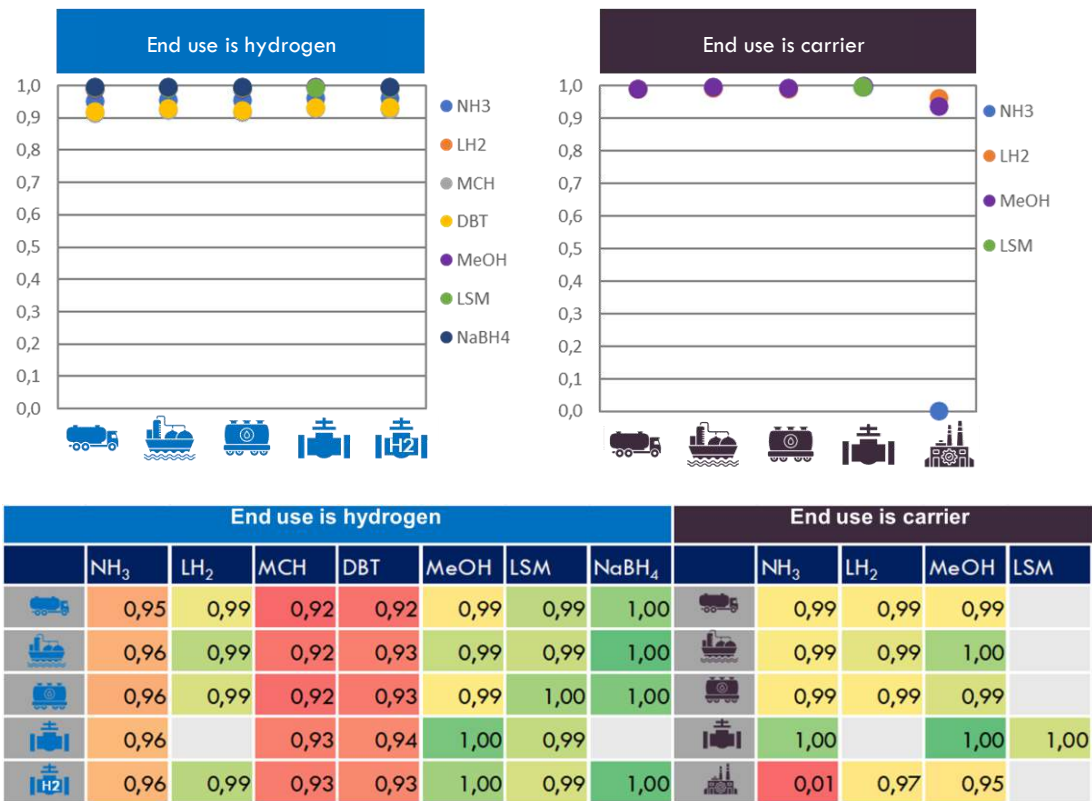 End use is hydrogen
1,0
0,9
0,8
0,7
0,6
0,5
0,4
0,3
0,2
0,1
0,0
NH3
LH2
MCH
DBT
MeOH
LSM
NaBH4
H2
End use is carrier
1,0
0,9
0,8
0,7
0,6
0,5
0,4
0,3
0,2
0,1
0,0
NH3
LH2
MeOH
LSM
End use is hydrogen End use is carrier
NH₃ LH₂ MCH DBT MeOH LSM NaBH₄ NH₃ LH₂ MeOH LSM
0,95 0,99 0,92 0,92 0,99 0,99 1,00 0,99 0,99 0,99
0,96 0,99 0,92 0,93 0,99 0,99 1,00 0,99 0,99 1,00
0,96 0,99 0,92 0,93 0,99 1,00 1,00 0,99 0,99 0,99
0,96 0,93 0,94 1,00 0,99 1,00 1,00 1,00
H2 0,96 0,99 0,93 0,93 1,00 0,99 1,00 0,01 0,97 0,95